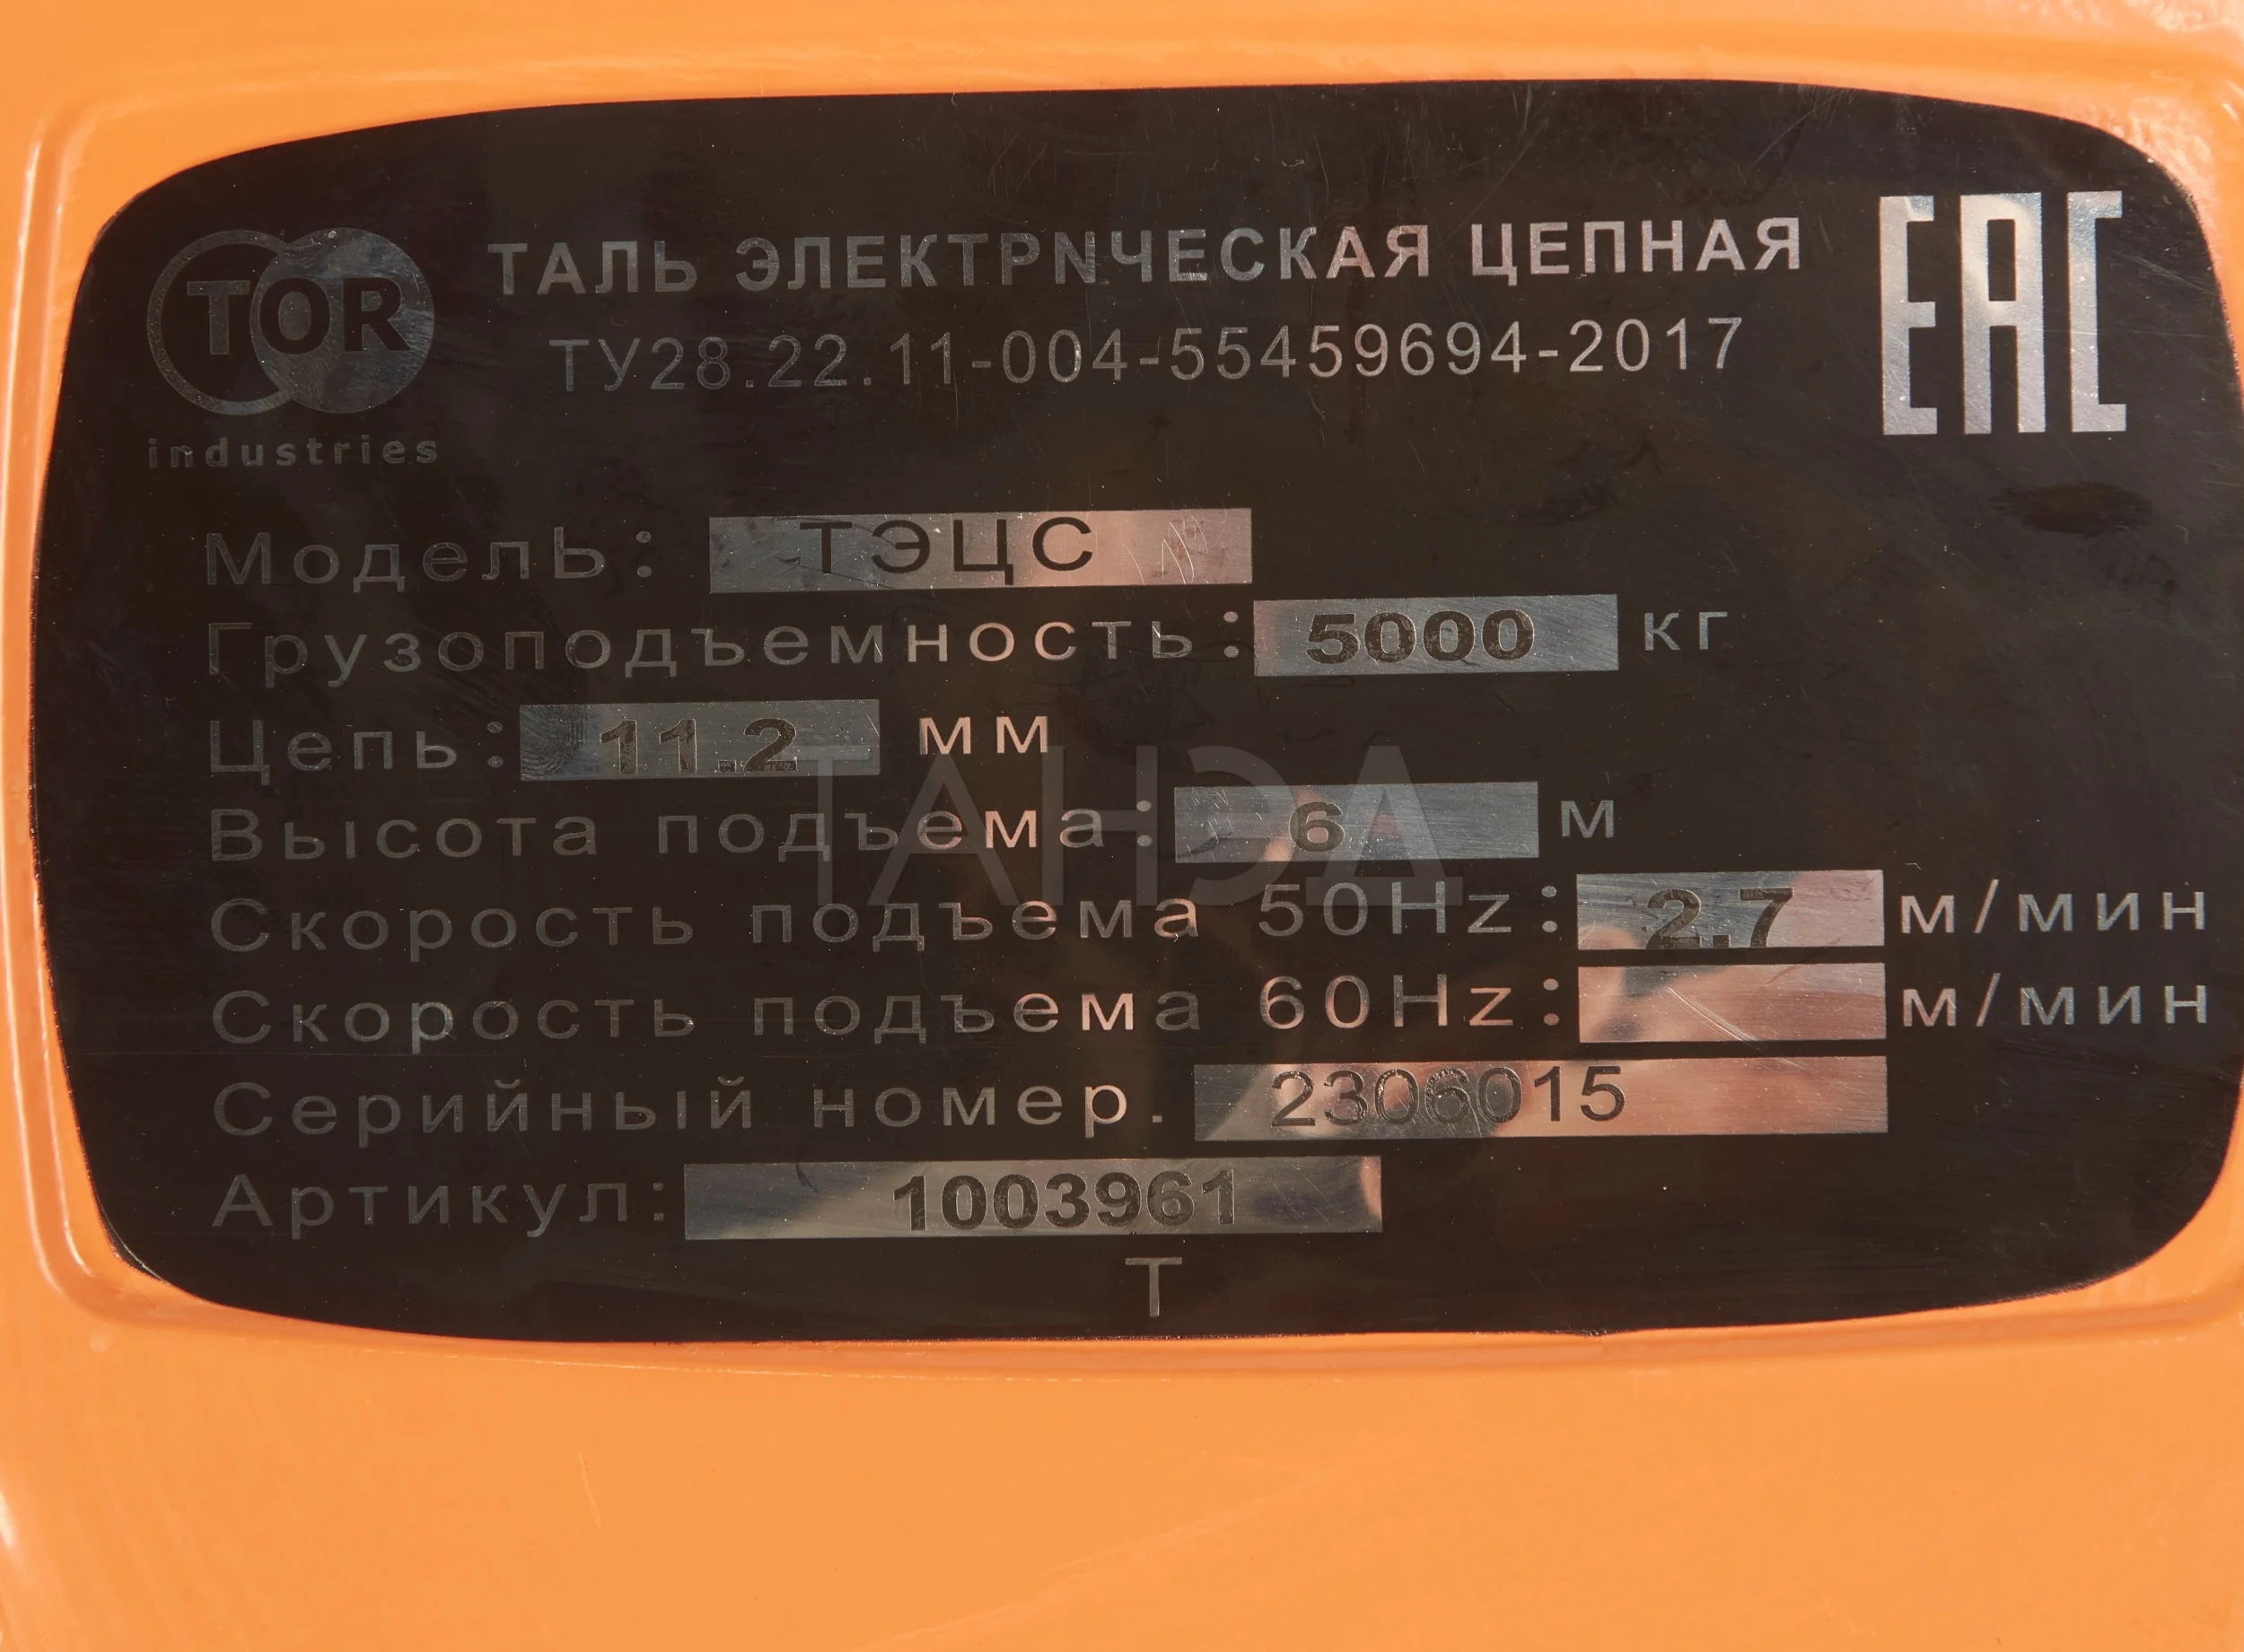 TOR
industries
ТАЛЬ ЭЛЕКТРNЧЕСКАЯ ЦЕПНАЯ
ТУ28.22.11-004-55459694-2017
ЕАС
Модель: ТЭЦС
Грузоподъемность: 5000 кг
Цепь: 11.2 мм
Высота подъема: 6 м
ТАНДЭМ
Скорость подъема 50Hz: 2.7 м/мин
Скорость подъема 60Hz: м/мин
Серийный номер. 2306015
Артикул: 1003961
Т